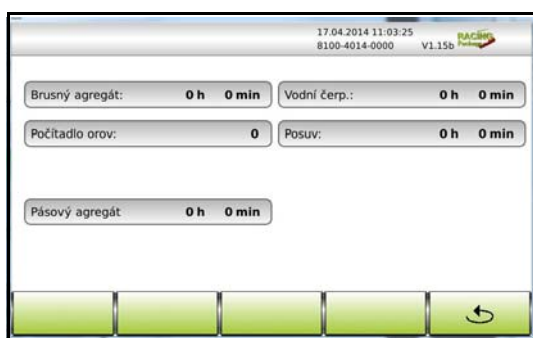 17.04.2014 11:03:25
8100-4014-0000 V1.15b RACING Package
Brusný agregát: 0 h 0 min Vodní čerp.: 0 h 0 min
Počítadlo orov: 0 Posuv: 0 h 0 min
Pásový agregát 0 h 0 min